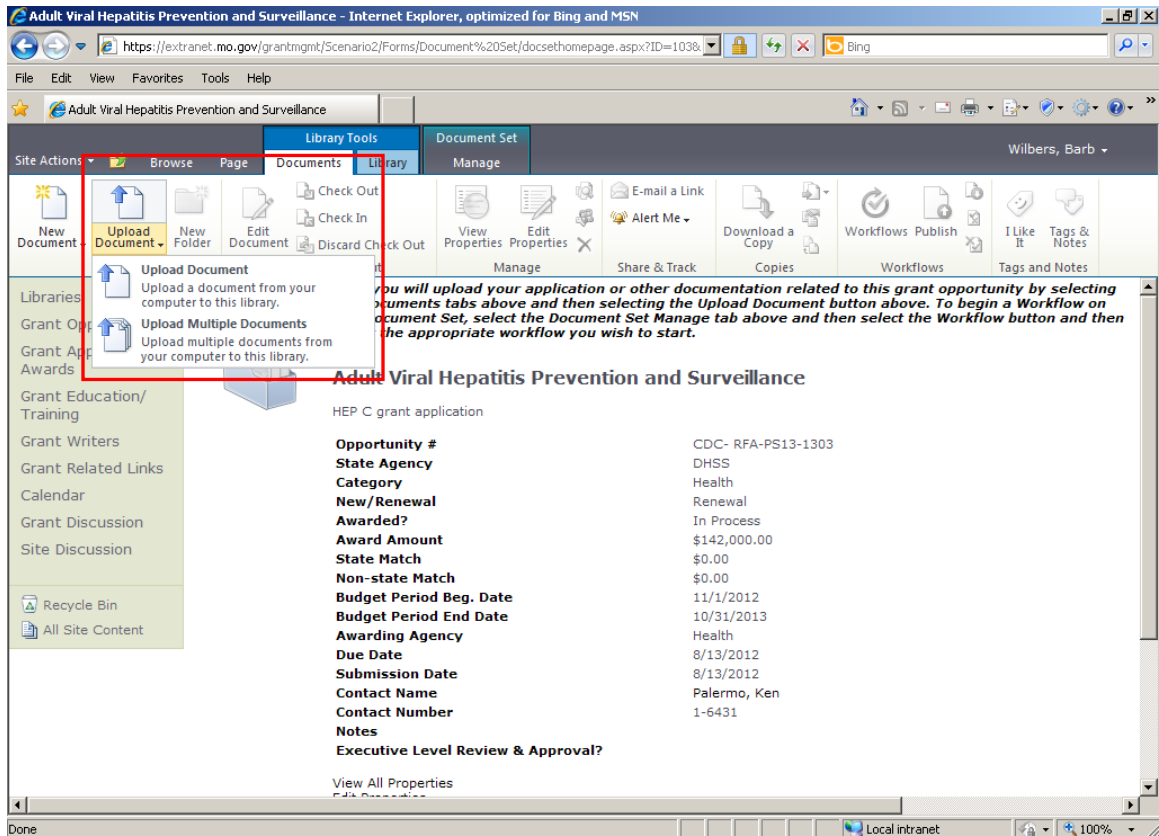 Adult Viral Hepatitis Prevention and Surveillance - Internet Explorer, optimized for Bing and MSN
https://extranet.mo.gov/grantmgmt/Scenario2/Forms/Document%20Set/docsethomepage.aspx?ID=103&
Bing
File Edit View Favorites Tools Help
Adult Viral Hepatitis Prevention and Surveillance
Library Tools Document Set
Site Actions Browse Page Documents Library Manage Wilbers, Barb
New Document
Upload Document
New Folder
Edit Document
Check Out
Check In
Discard Check Out
View Properties
Edit Properties
E-mail a Link
Alert Me
Download a Copy
Workflows Publish
I Like It
Tags & Notes
Manage Share & Track Copies Workflows Tags and Notes
Upload Document
Upload a document from your
computer to this library.
Upload Multiple Documents
Upload multiple documents from
your computer to this library.
you will upload your application or other documentation related to this grant opportunity by selecting
tabs above and then selecting the Upload Document button above. To begin a Workflow on
Set, select the Document Set Manage tab above and then select the Workflow button and then
the appropriate workflow you wish to start.
Libraries
Grant
Grant
Awards
Grant Education/
Training
Grant Writers
Grant Related Links
Calendar
Grant Discussion
Site Discussion
Recycle Bin
All Site Content
Adult Viral Hepatitis Prevention and Surveillance
HEP C grant application
Opportunity # CDC- RFA-PS13-1303
State Agency DHSS
Category Health
New/Renewal Renewal
Awarded? In Process
Award Amount $142,000.00
State Match $0.00
Non-state Match $0.00
Budget Period Beg. Date 11/1/2012
Budget Period End Date 10/31/2013
Awarding Agency Health
Due Date 8/13/2012
Submission Date 8/13/2012
Contact Name Palermo, Ken
Contact Number 1-6431
Notes
Executive Level Review & Approval?
View All Properties
Edit Properties
Done Local intranet 100%